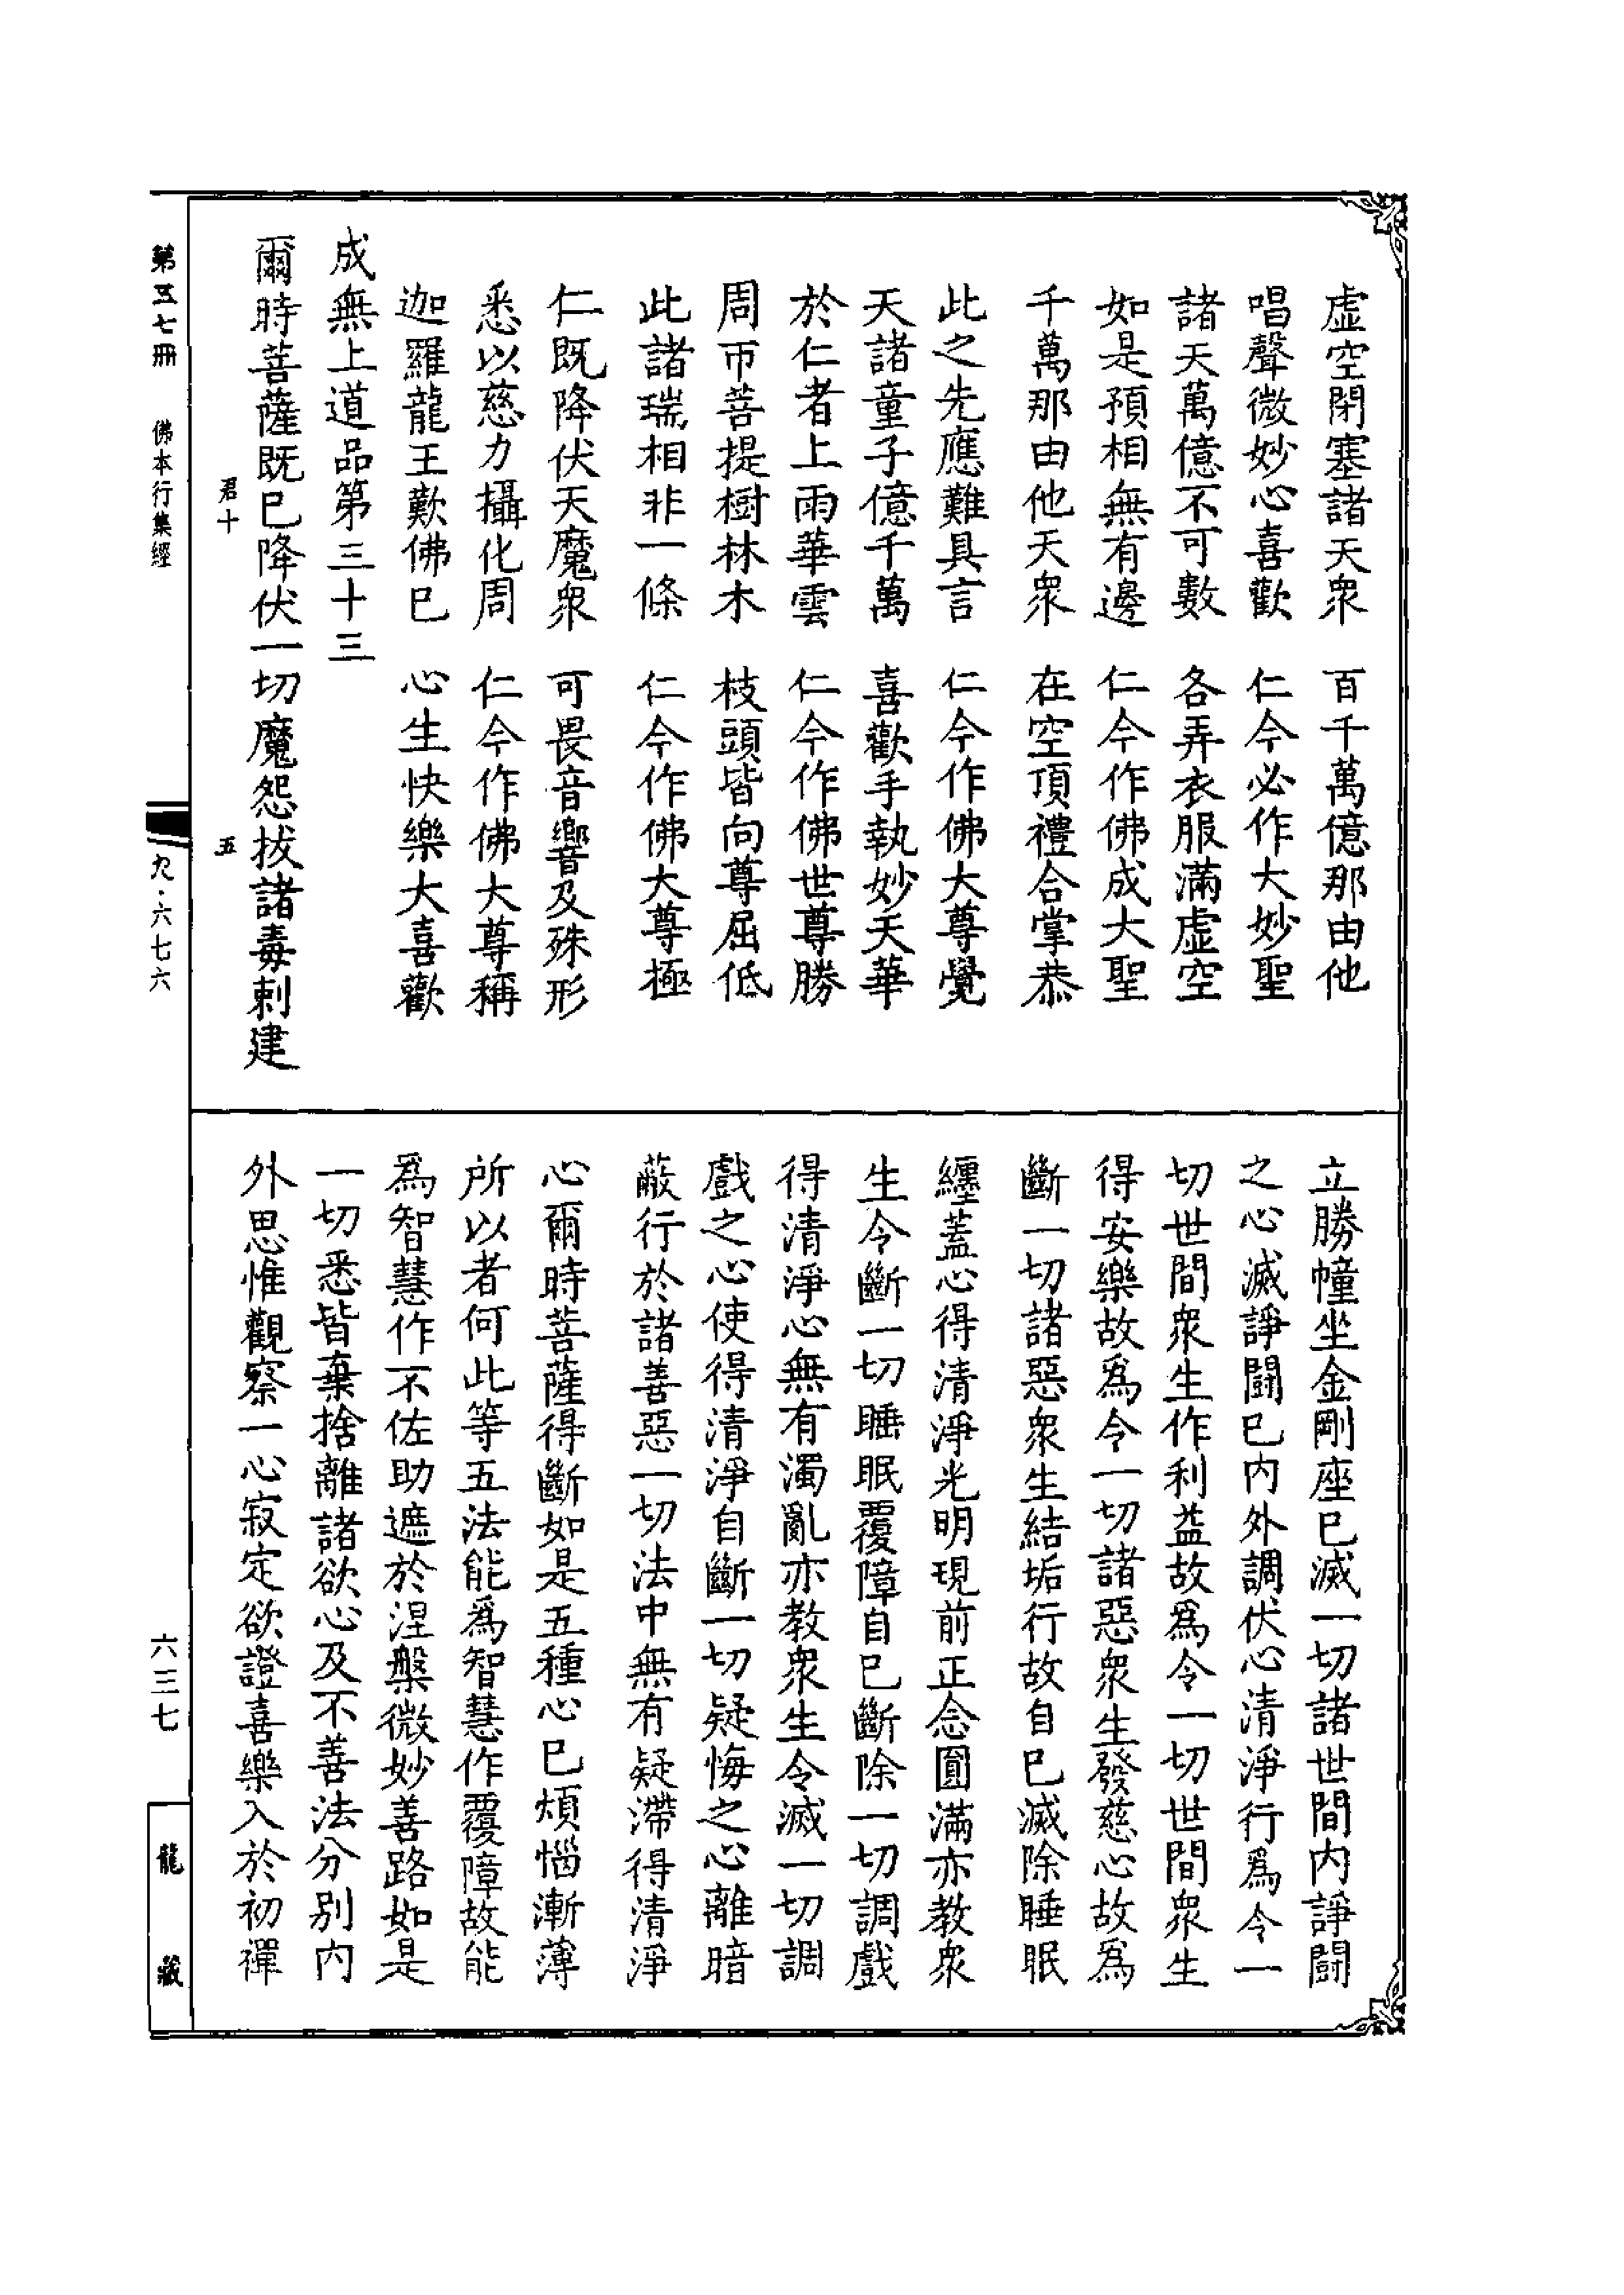 虛空閉塞諸天衆　百千萬億那由他
唱聲微妙心喜歡　仁今必作大妙聖
諸天萬億不可數　各弄衣服滿虛空
如是預相無有邊　仁今作佛成大聖
千萬那由他天衆　在空頂禮合掌恭
此之先應難具言　仁今作佛大尊覺
天諸童子億千萬　喜歡手執妙天華
於仁者上雨華雲　仁今作佛世尊勝
周帀菩提樹林木　枝頭皆向尊屈低
此諸瑞相非一條　仁今作佛大尊極
仁既降伏天魔衆　可畏音響及殊形
悉以慈力攝化周　仁今作佛大尊稱
迦羅龍王歎佛已　心生快樂大喜歡
成無上道品第三十三
爾時菩薩既已降伏一切魔怨拔諸毒刺建
君十　五
立勝幢坐金剛座已滅一切諸世間内諍鬪
之心滅諍鬪已内外調伏心清淨行爲令一
切世間衆生作利益故爲令一切世間衆生
得安樂故爲令一切諸惡衆生發慈心故爲
斷一切諸惡衆生結垢行故自已滅除睡眠
纏蓋心得清淨光明現前正念圓滿亦教衆
生令斷一切睡眠覆障自已斷除一切調戲
得清淨心無有濁亂亦教衆生令滅一切調
戲之心使得清淨自斷一切疑悔之心離暗
蔽行於諸善惡一切法中無有疑滯得清淨
心爾時菩薩得斷如是五種心已煩惱漸薄
所以者何此等五法能爲智慧作覆障故能
爲智慧作不佐助遮於涅槃微妙善路如是
一切悉皆棄捨離諸欲心及不善法分別内
外思惟觀察一心寂定欲證喜樂入於初禪
第五七冊　佛本行集經
九·六七六
六三七
龍藏